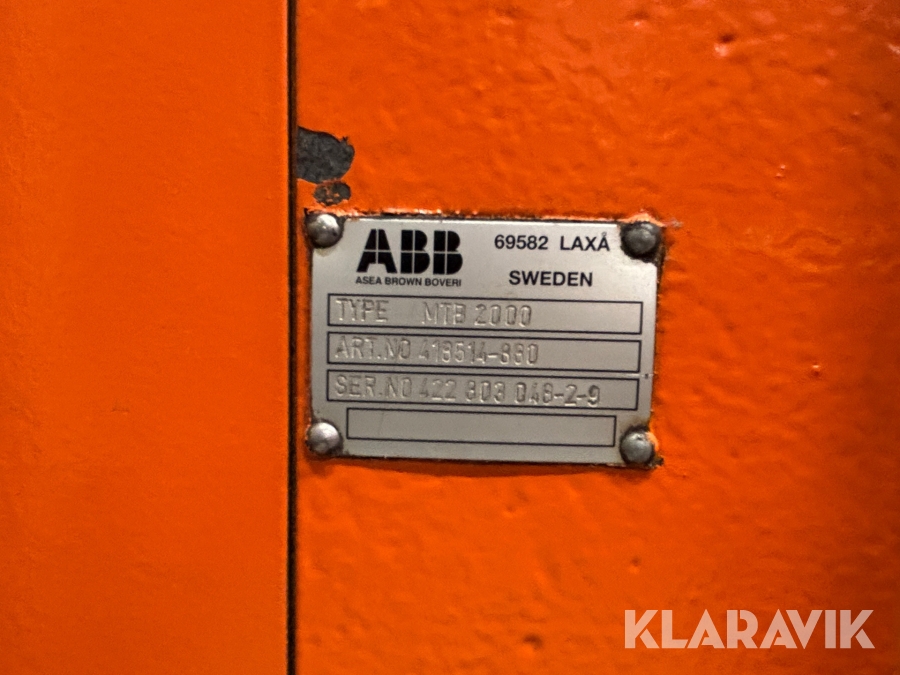 ABB
ASEA BROWN BOVERI
69582 LAXÅ
SWEDEN
TYPE MTB 2000
ART.NO 418514-880
SER.NO 422 803 048-2-9
KLARAVIK